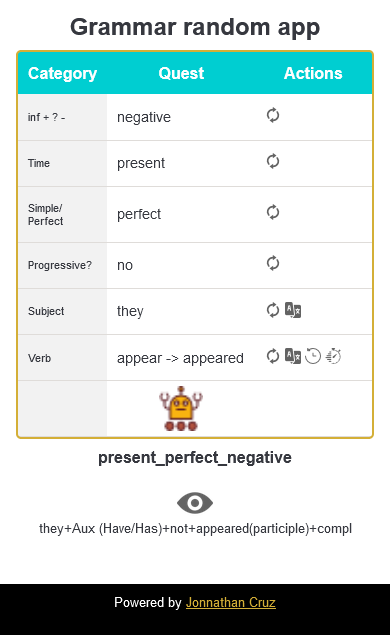 Grammar random app
Category Quest Actions
inf + ? - negative
Time present
Simple/
Perfect perfect
Progressive? no
Subject they
Verb appear -> appeared
present_perfect_negative
they+Aux (Have/Has)+not+appeared(participle)+compl
Powered by Jonnathan Cruz